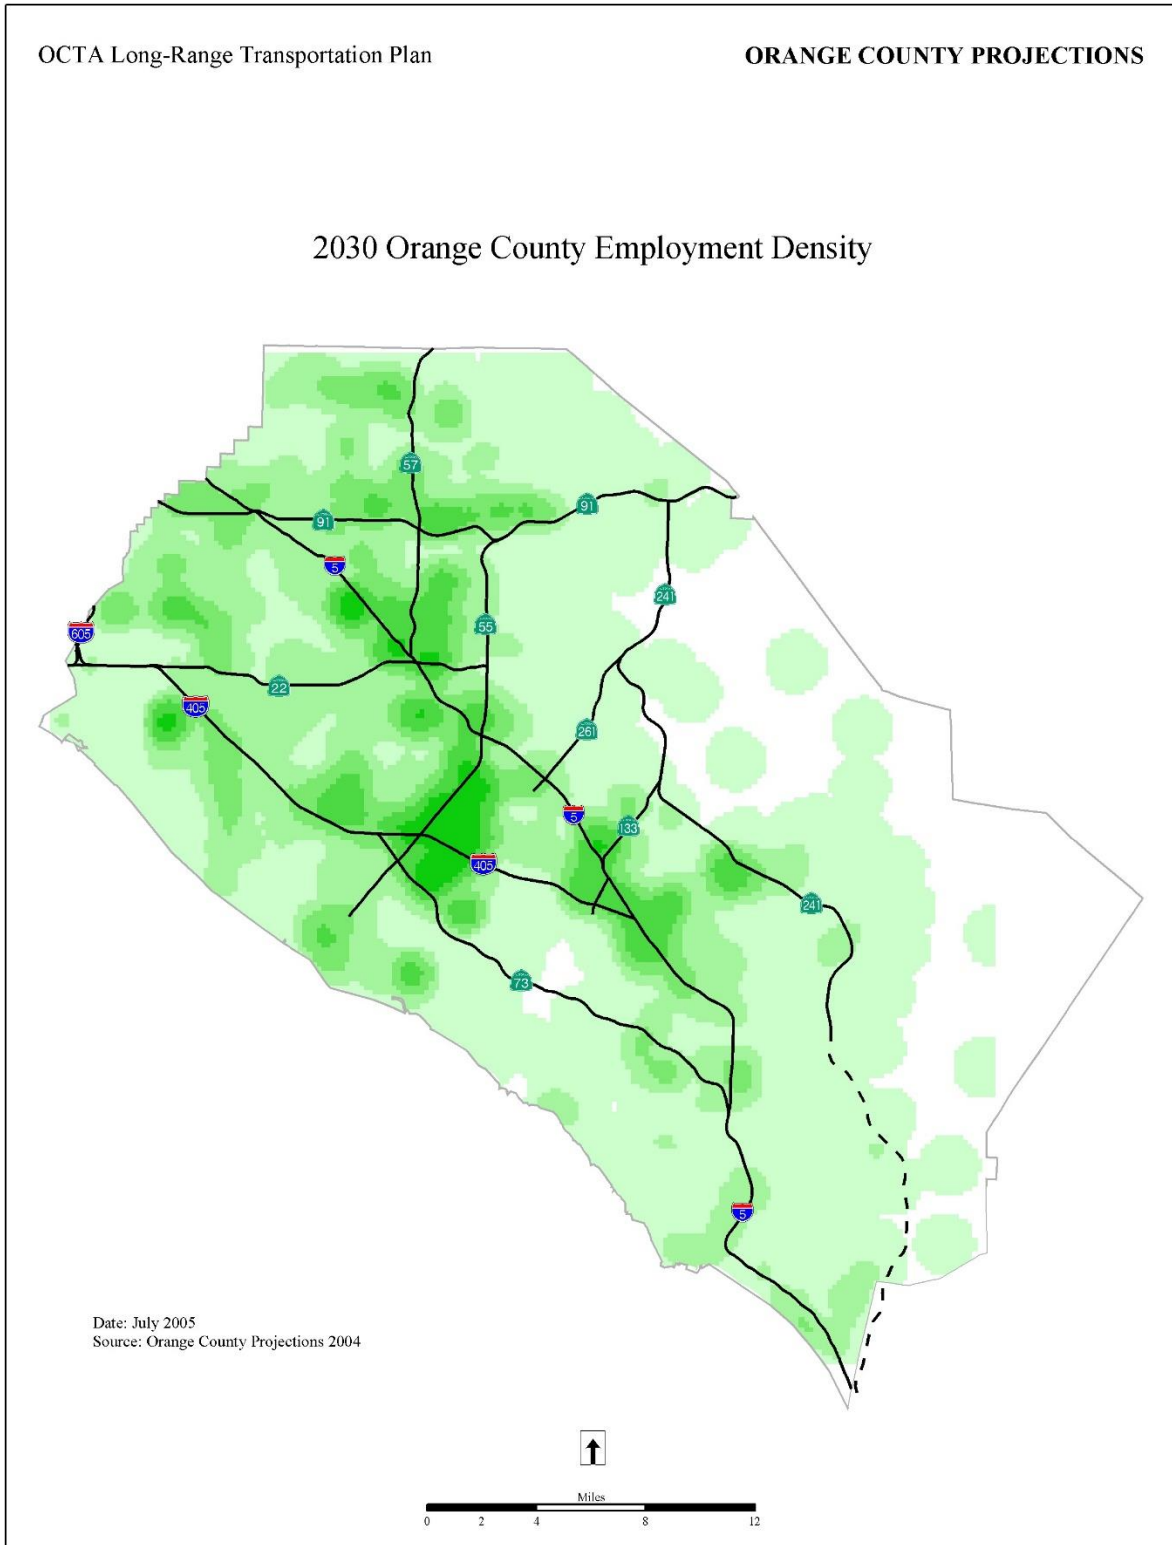 OCTA Long-Range Transportation Plan
ORANGE COUNTY PROJECTIONS
2030 Orange County Employment Density
57
91
91
5
241
605
55
22
405
261
5
133
405
241
73
5
Date: July 2005
Source: Orange County Projections 2004
Miles
0 2 4 8 12